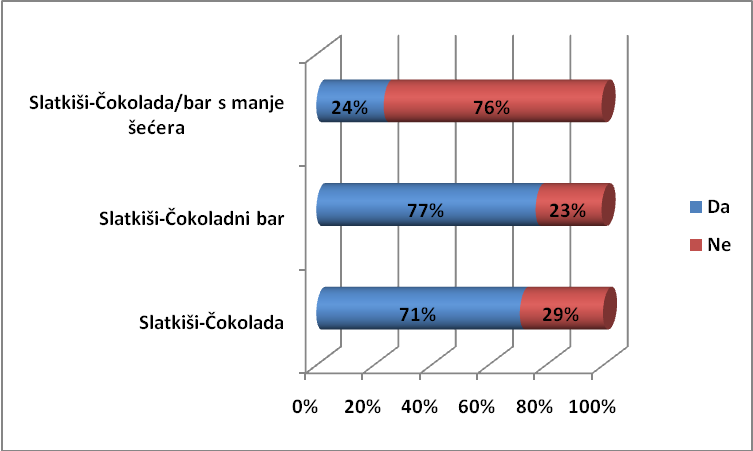 Slatkiši-Čokolada/bar s manje
šećera
24%
76%
Slatkiši-Čokoladni bar
77%
23%
Da
Ne
Slatkiši-Čokolada
71%
29%
0%
20%
40%
60%
80%
100%